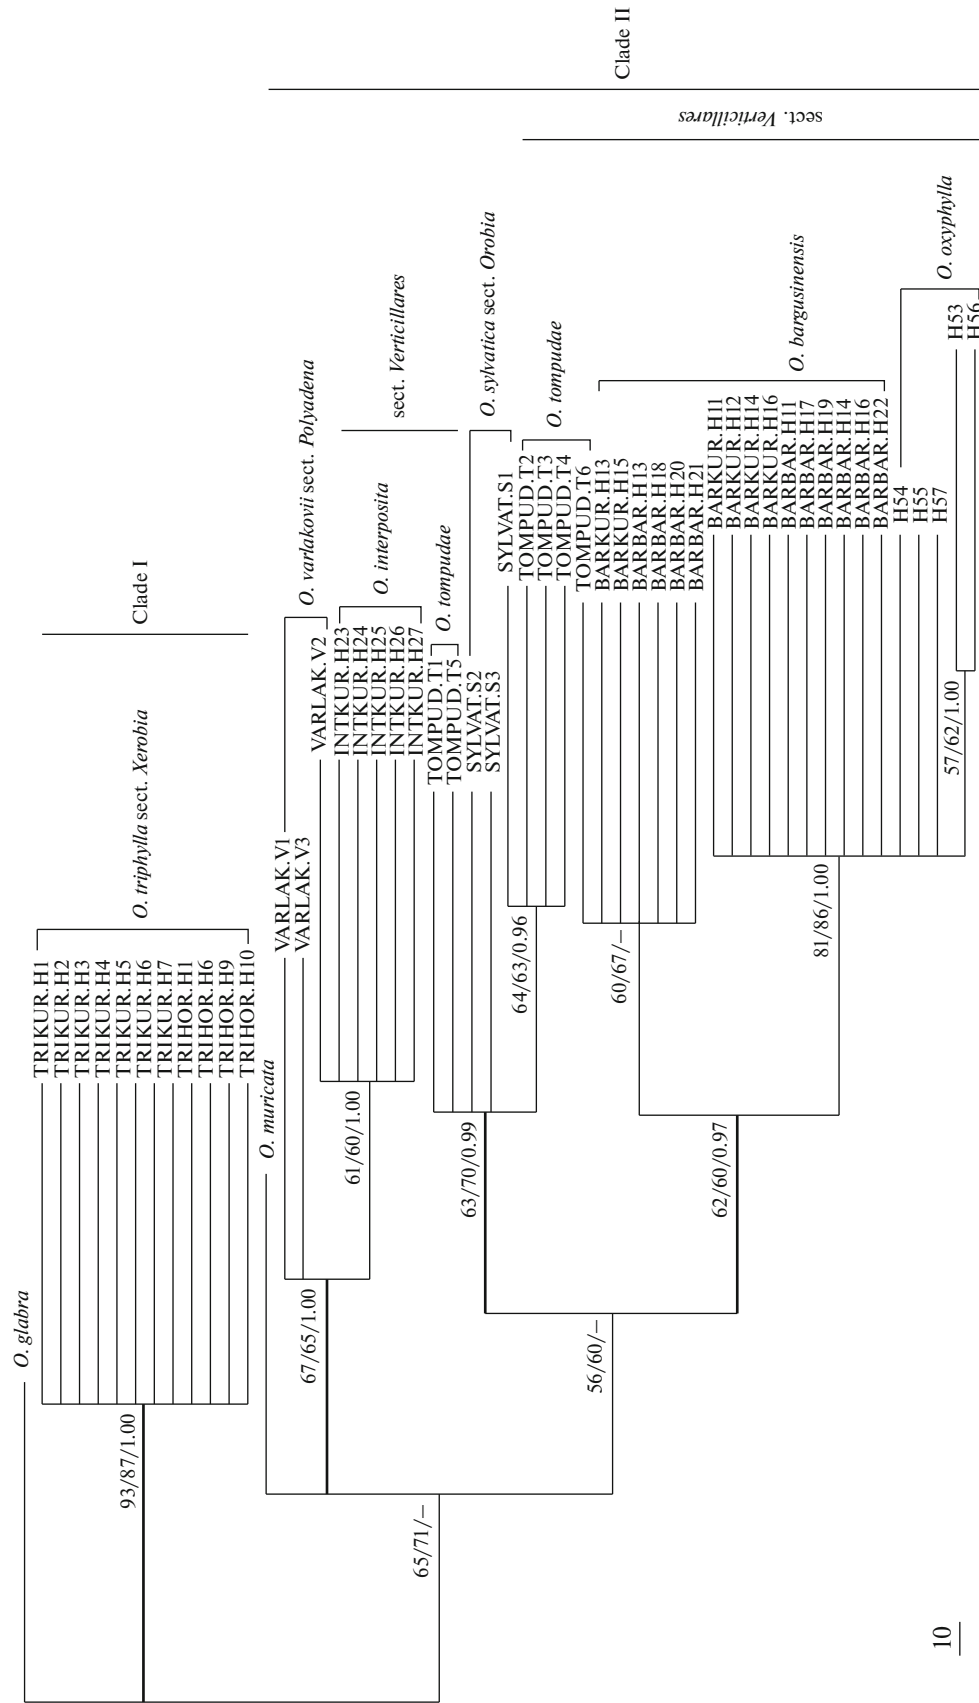 O. glabra
TRIKUR.H1
TRIKUR.H2
TRIKUR.H3
TRIKUR.H4
TRIKUR.H5
TRIKUR.H6
TRIKUR.H7
TRIHOR.H1
TRIHOR.H6
TRIHOR.H9
TRIHOR.H10
O. triphylla sect. Xerobia
Clade I
93/87/1.00
O. muricata
VARLAK.V1
VARLAK.V3
VARLAK.V2
O. varlakovii sect. Polyadena
INTKUR.H23
INTKUR.H24
INTKUR.H25
INTKUR.H26
INTKUR.H27
O. interposita
sect. Verticillares
67/65/1.00
61/60/1.00
TOMPUD.T1
TOMPUD.T5
O. tompudae
SYLVAT.S2
SYLVAT.S3
SYLVAT.S1
O. sylvatica sect. Orobia
TOMPUD.T2
TOMPUD.T3
TOMPUD.T4
TOMPUD.T6
O. tompudae
65/71/–
63/70/0.99
64/63/0.96
BARKUR.H13
BARKUR.H15
BARBAR.H13
BARBAR.H18
BARBAR.H20
BARBAR.H21
BARKUR.H11
BARKUR.H12
BARKUR.H14
BARKUR.H16
BARBAR.H11
BARBAR.H17
BARBAR.H19
BARBAR.H14
BARBAR.H16
BARBAR.H22
O. bargusinensis
56/60/–
60/67/–
62/60/0.97
81/86/1.00
H54
H55
H57
H53
H56
O. oxyphylla
57/62/1.00
sect. Verticillares
Clade II
10